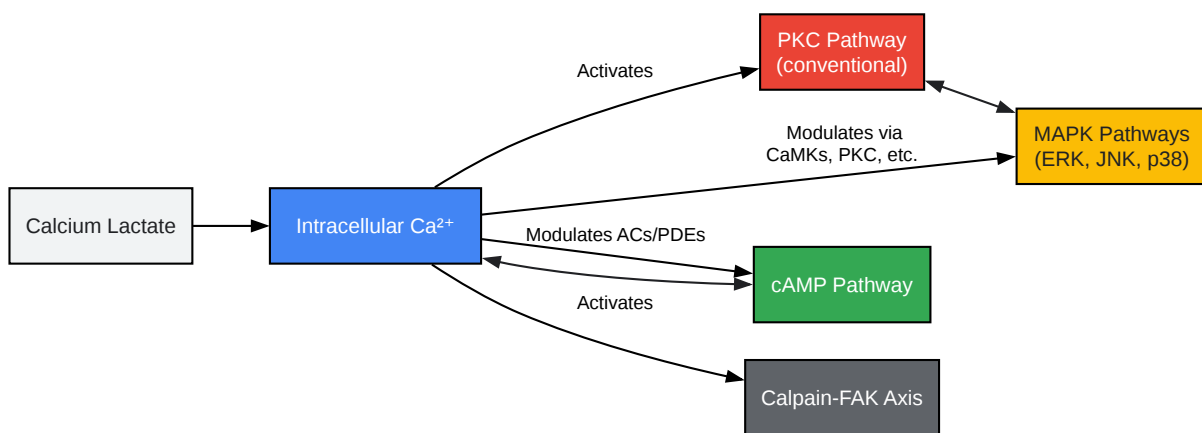 PKC Pathway
(conventional)
Activates
MAPK Pathways
(ERK, JNK, p38)
Modulates via
CaMKs, PKC, etc.
Calcium Lactate
Intracellular Ca²⁺
Modulates ACs/PDEs
cAMP Pathway
Activates
Calpain-FAK Axis